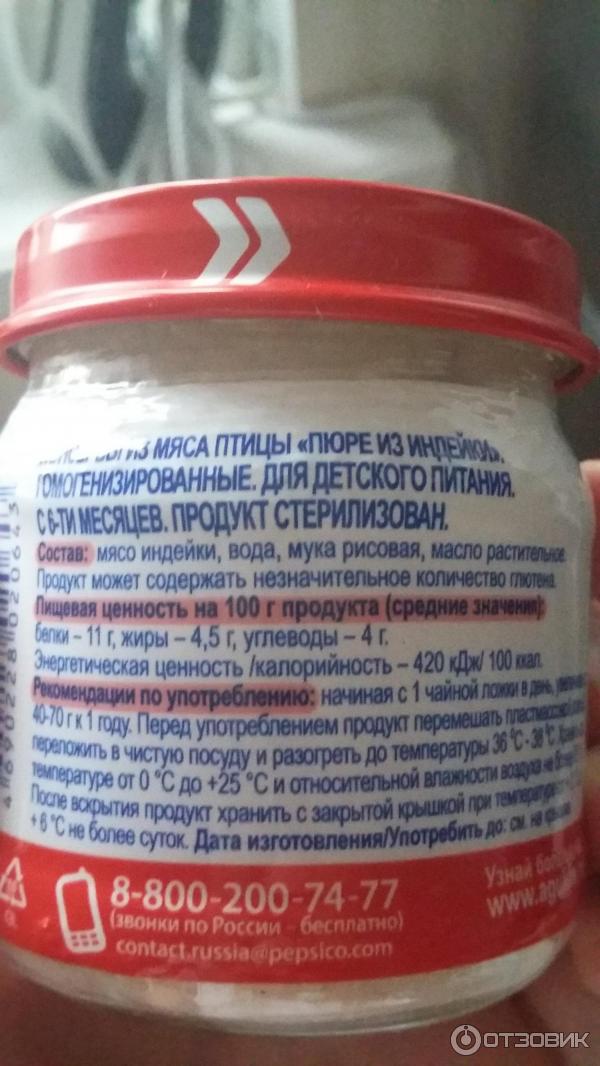 ИЗ МЯСА ПТИЦЫ «ПЮРЕ ИЗ ИНДЕЙКИ».
ГОМОГЕНИЗИРОВАННЫЕ. ДЛЯ ДЕТСКОГО ПИТАНИЯ.
С 6-ТИ МЕСЯЦЕВ. ПРОДУКТ СТЕРИЛИЗОВАН.
Состав: мясо индейки, вода, мука рисовая, масло растительное.
Продукт может содержать незначительное количество глютена.
Пищевая ценность на 100 г продукта (средние значения):
белки – 11 г, жиры – 4,5 г, углеводы – 4 г.
Энергетическая ценность /калорийность – 420 кДж/ 100 ккал.
Рекомендации по употреблению: начиная с 1 чайной ложки в день,
40-70 г к 1 году. Перед употреблением продукт перемешать пластмассовой
переложить в чистую посуду и разогреть до температуры 36 °С-38 °С.
температуре от 0 °С до +25 °С и относительной влажности воздуха не
После вскрытия продукт хранить с закрытой крышкой при температуре
+ 6 °С не более суток. Дата изготовления/Употребить до: см. на
8-800-200-74-77
(звонки по России - бесплатно)
contact.russia@pepsico.com
Узнай
www.
ОТЗОВИК